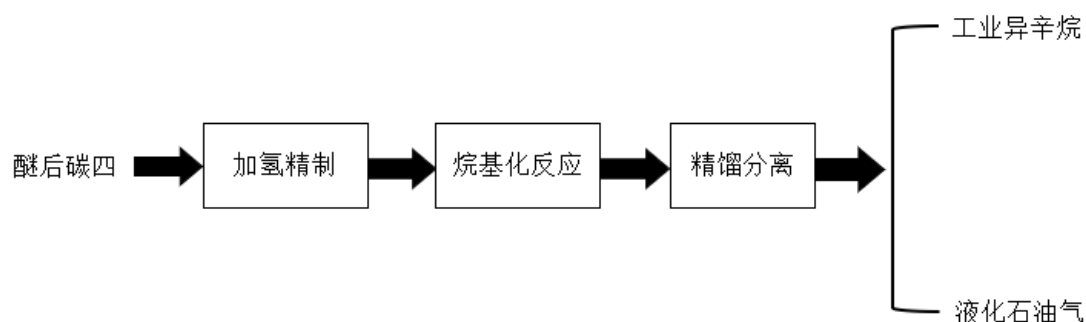 工业异辛烷
醚后碳四
加氢精制
烷基化反应
精馏分离
液化石油气